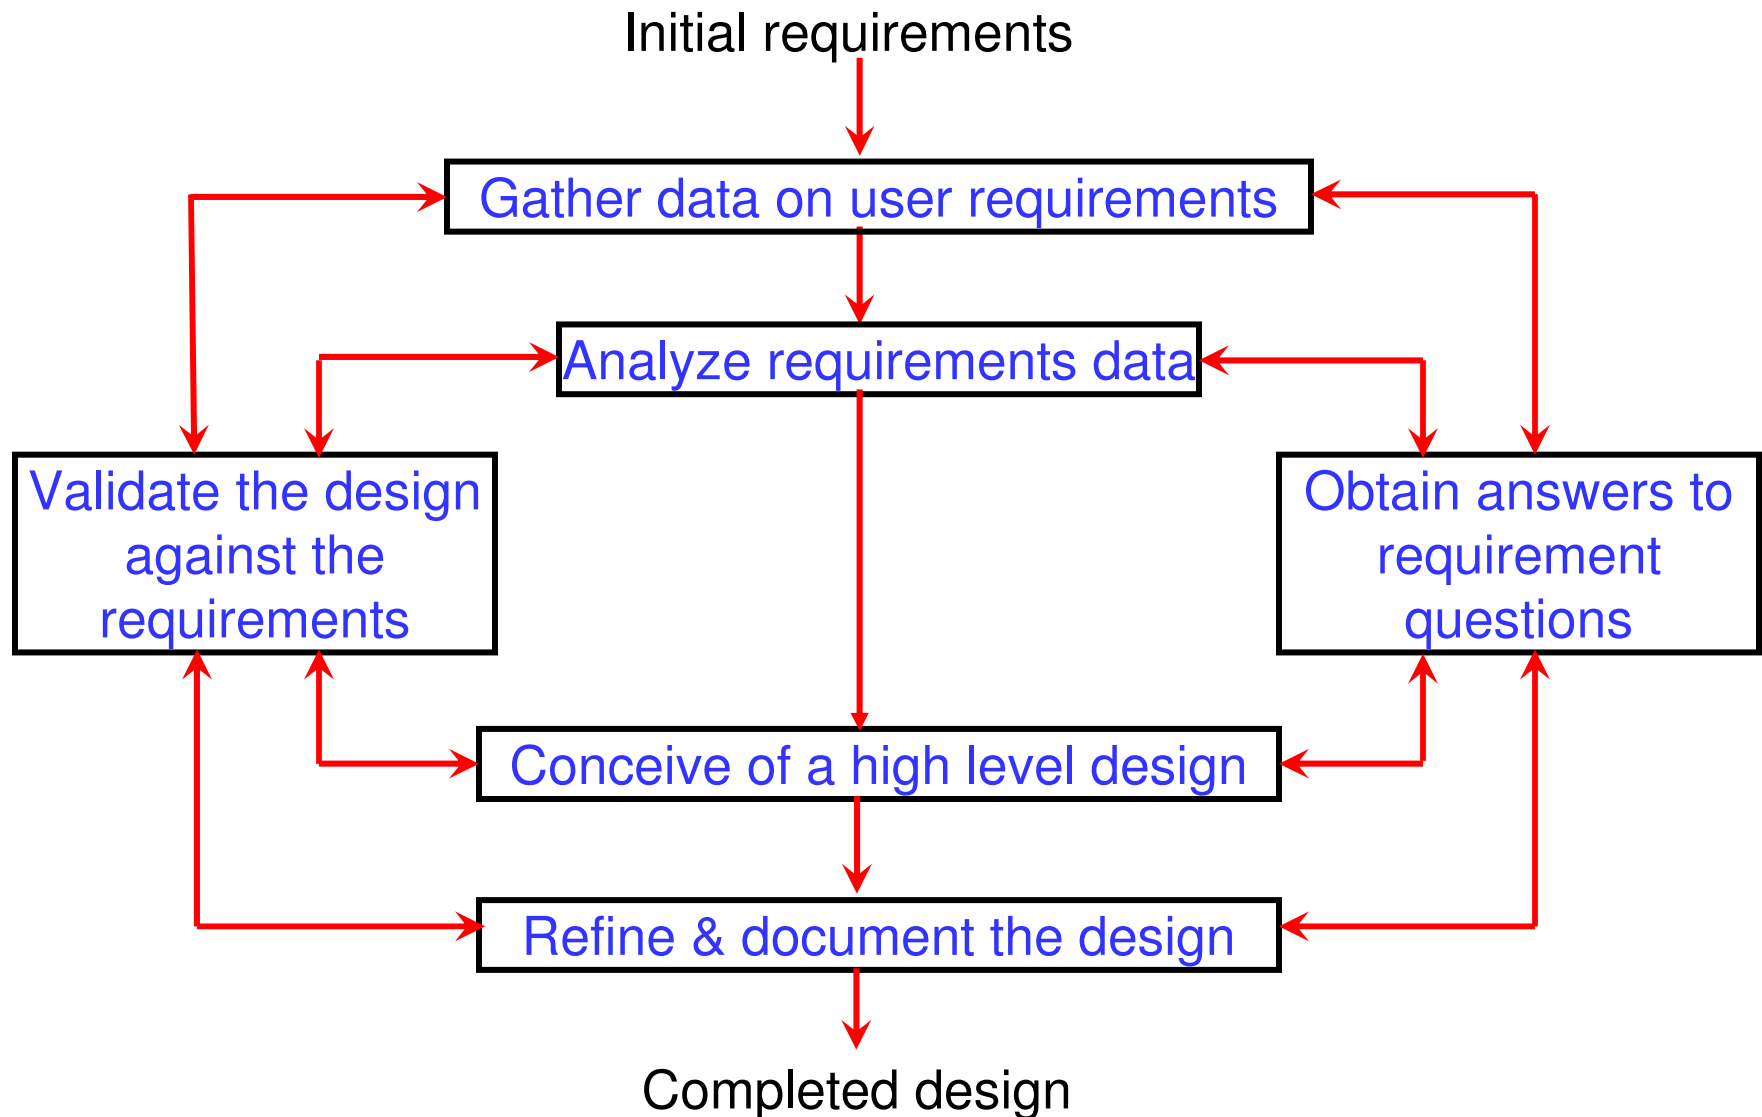 Initial requirements
Gather data on user requirements
Analyze requirements data
Validate the design
against the
requirements
Obtain answers to
requirement
questions
Conceive of a high level design
Refine & document the design
Completed design